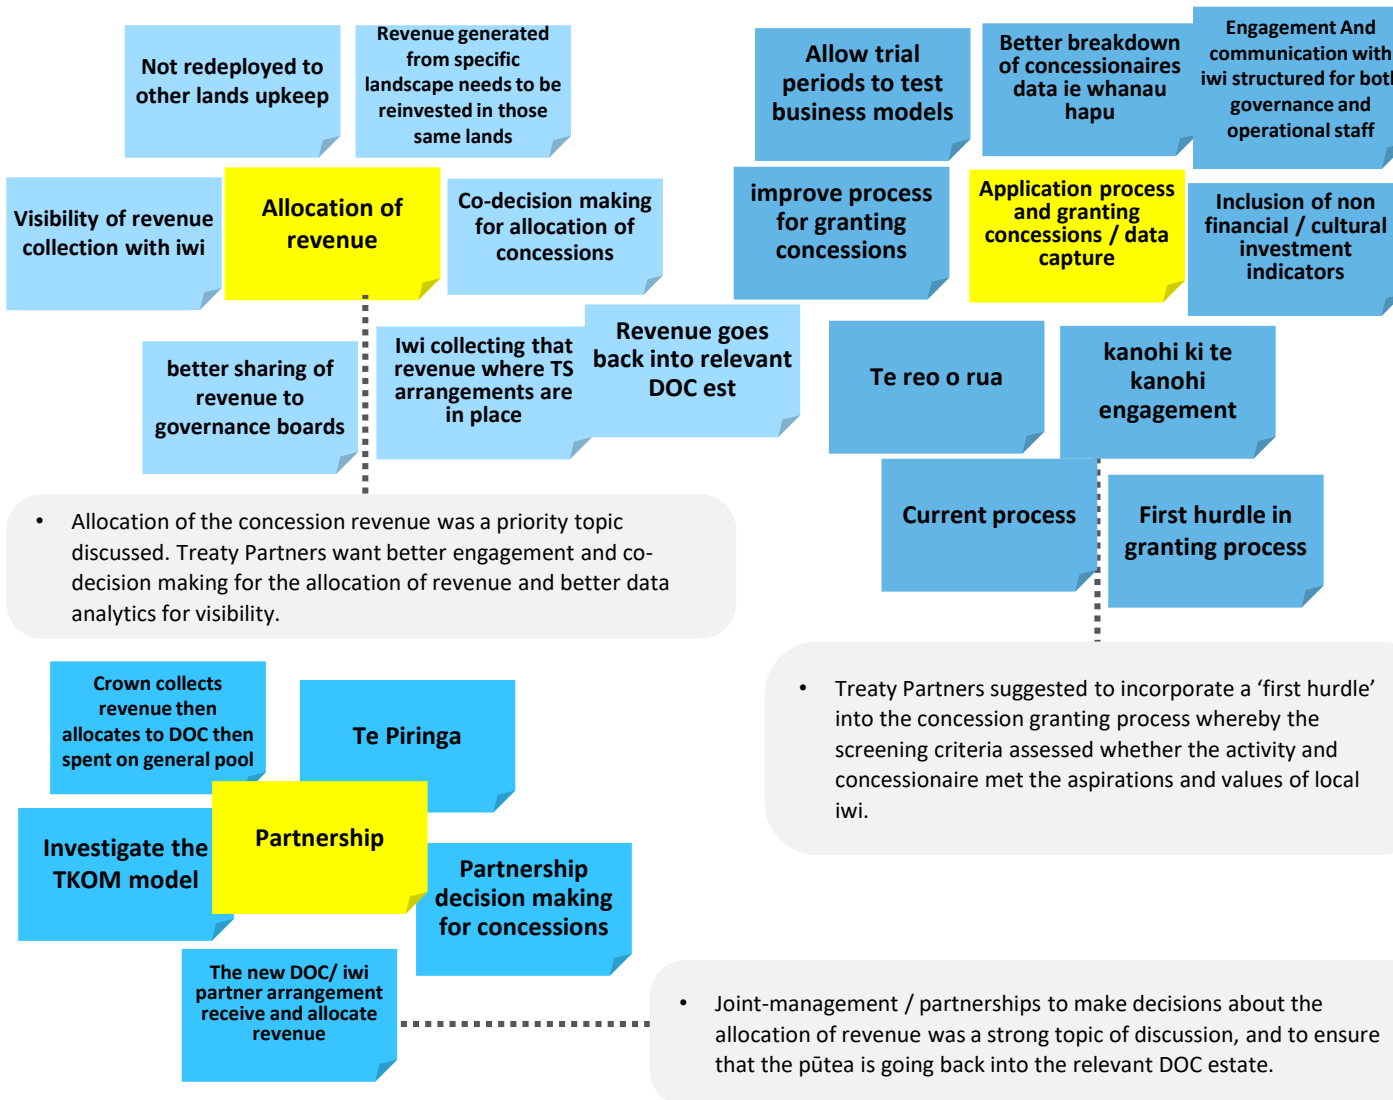 Not redeployed to
other lands upkeep
Revenue generated
from specific
landscape needs to be
reinvested in those
same lands
Visibility of revenue
collection with iwi
Allocation of
revenue
Co-decision making
for allocation of
concessions
better sharing of
revenue to
governance boards
Iwi collecting that
revenue where TS
arrangements are
in place
Revenue goes
back into relevant
DOC est
• Allocation of the concession revenue was a priority topic
discussed. Treaty Partners want better engagement and co-
decision making for the allocation of revenue and better data
analytics for visibility.
Allow trial
periods to test
business models
Better breakdown
of concessionaires
data ie whanau
hapu
Engagement And
communication with
iwi structured for both
governance and
operational staff
improve process
for granting
concessions
Application process
and granting
concessions / data
capture
Inclusion of non
financial / cultural
investment
indicators
Te reo o rua
kanohi ki te
kanohi
engagement
Current process
First hurdle in
granting process
• Treaty Partners suggested to incorporate a ‘first hurdle’
into the concession granting process whereby the
screening criteria assessed whether the activity and
concessionaire met the aspirations and values of local
iwi.
Crown collects
revenue then
allocates to DOC then
spent on general pool
Te Piringa
Investigate the
TKOM model
Partnership
Partnership
decision making
for concessions
The new DOC/ iwi
partner arrangement
receive and allocate
revenue
• Joint-management / partnerships to make decisions about the
allocation of revenue was a strong topic of discussion, and to ensure
that the pūtea is going back into the relevant DOC estate.